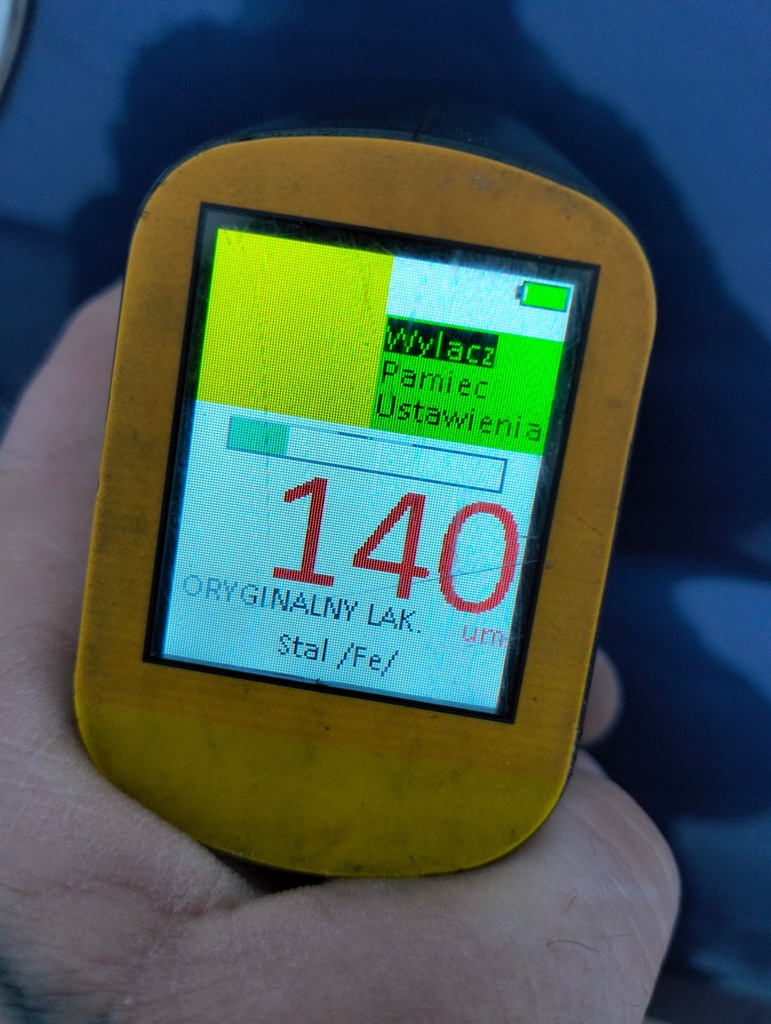 Wylacz
Pamiec
Ustawienia
140
um
ORYGINALNY LAK.
Stal /Fe/